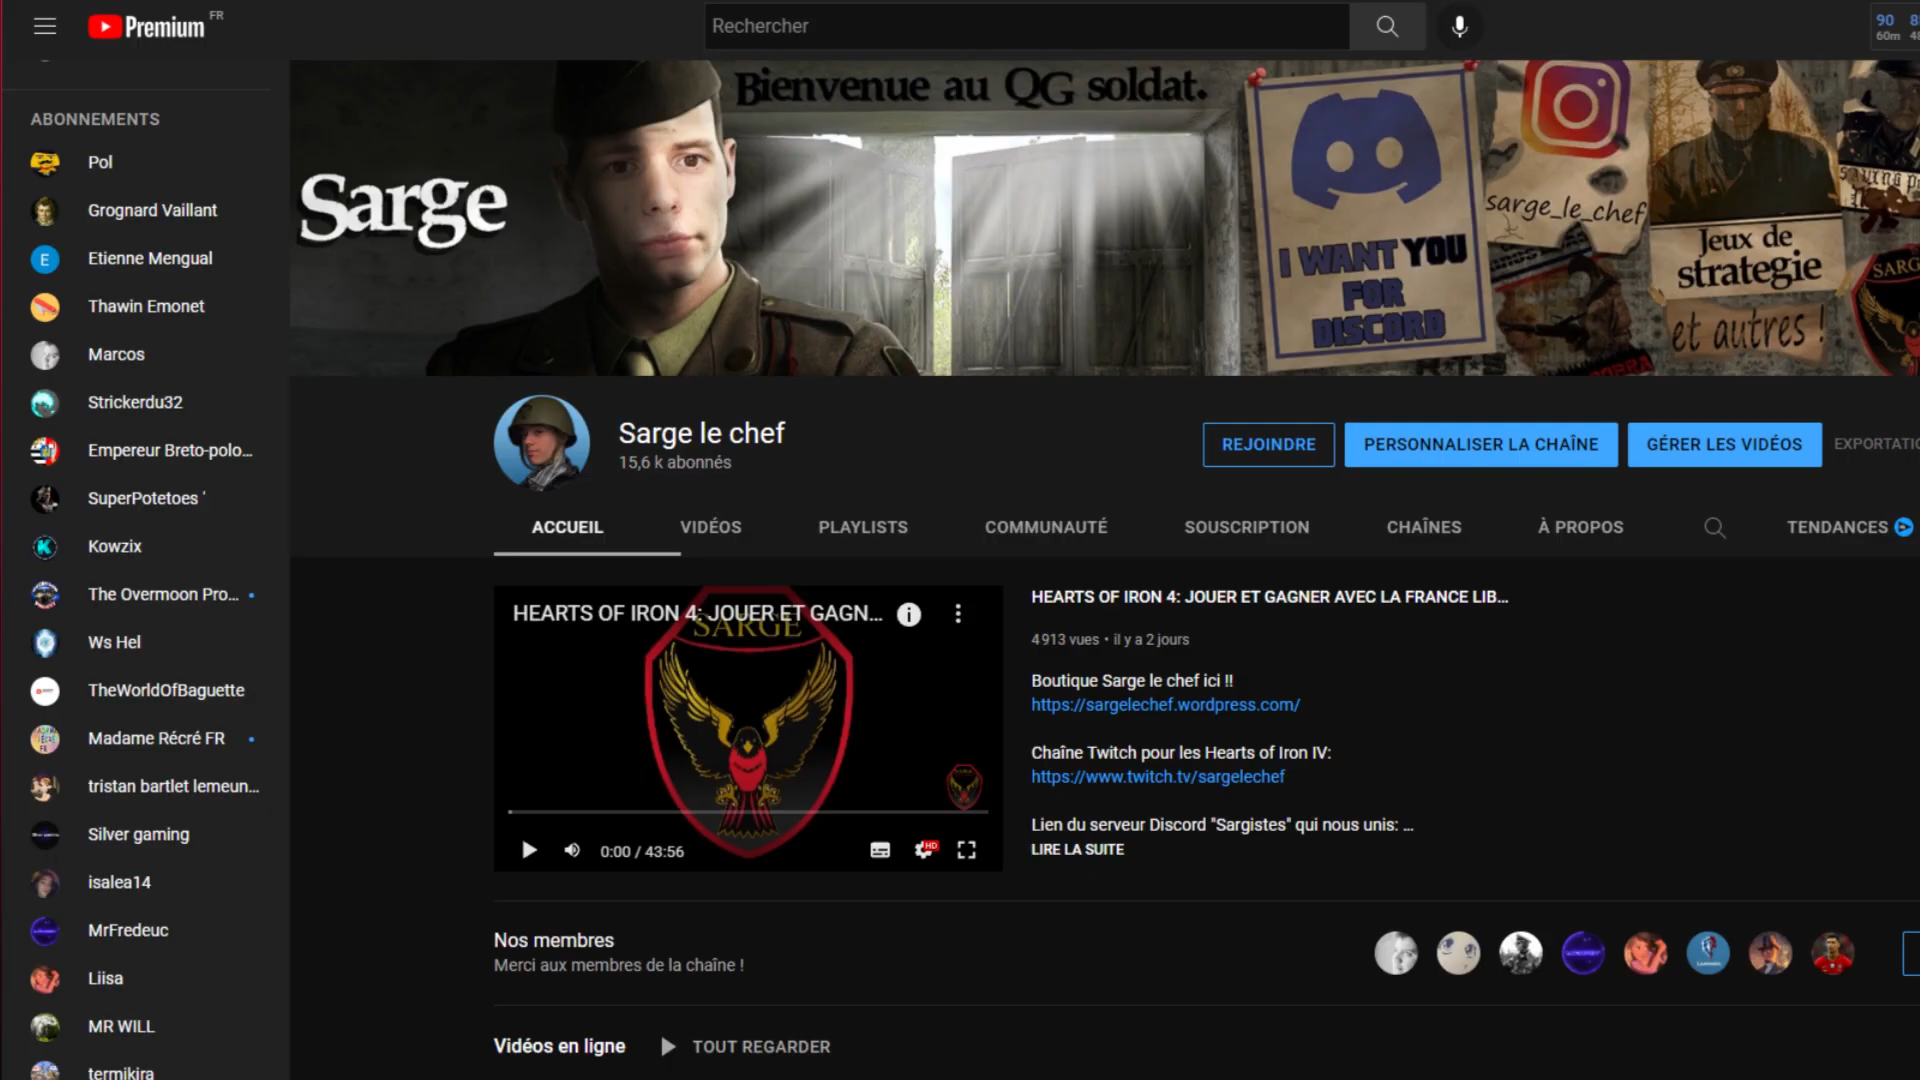 Premium FR
Rechercher
90
60m
ABONNEMENTS
Pol
Grognard Vaillant
Etienne Mengual
Thawin Emonet
Marcos
Strickerdu32
Empereur Breto-polo...
SuperPotetoes '
Kowzix
The Overmoon Pro...
Ws Hel
TheWorldOfBaguette
Madame Récré FR
tristan bartlet lemeun...
Silver gaming
isalea14
MrFredeuc
Liisa
MR WILL
termikira
Bienvenue au QG soldat.
Sarge
I WANT YOU
FOR
DISCORD
sarge_le_chef
Jeux de
strategie
et autres !
SARG
Sarge le chef
15,6 k abonnés
REJOINDRE
PERSONNALISER LA CHAÎNE
GÉRER LES VIDÉOS
EXPORTATIO
ACCUEIL
VIDÉOS
PLAYLISTS
COMMUNAUTÉ
SOUSCRIPTION
CHAÎNES
À PROPOS
TENDANCES
HEARTS OF IRON 4: JOUER ET GAGN...
SARGE
0:00 / 43:56
HD
HEARTS OF IRON 4: JOUER ET GAGNER AVEC LA FRANCE LIB...
4 913 vues • il y a 2 jours
Boutique Sarge le chef ici !!
https://sargelechef.wordpress.com/
Chaîne Twitch pour les Hearts of Iron IV:
https://www.twitch.tv/sargelechef
Lien du serveur Discord "Sargistes" qui nous unis: ...
LIRE LA SUITE
Nos membres
Merci aux membres de la chaîne !
Vidéos en ligne
TOUT REGARDER